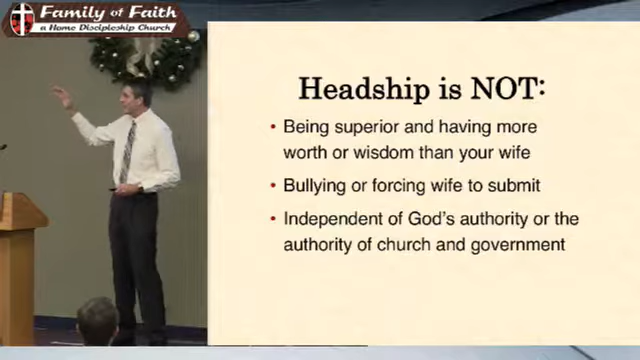 Family of Faith
a Home Discipleship Church
Headship is NOT:
• Being superior and having more
worth or wisdom than your wife
• Bullying or forcing wife to submit
• Independent of God's authority or the
authority of church and government